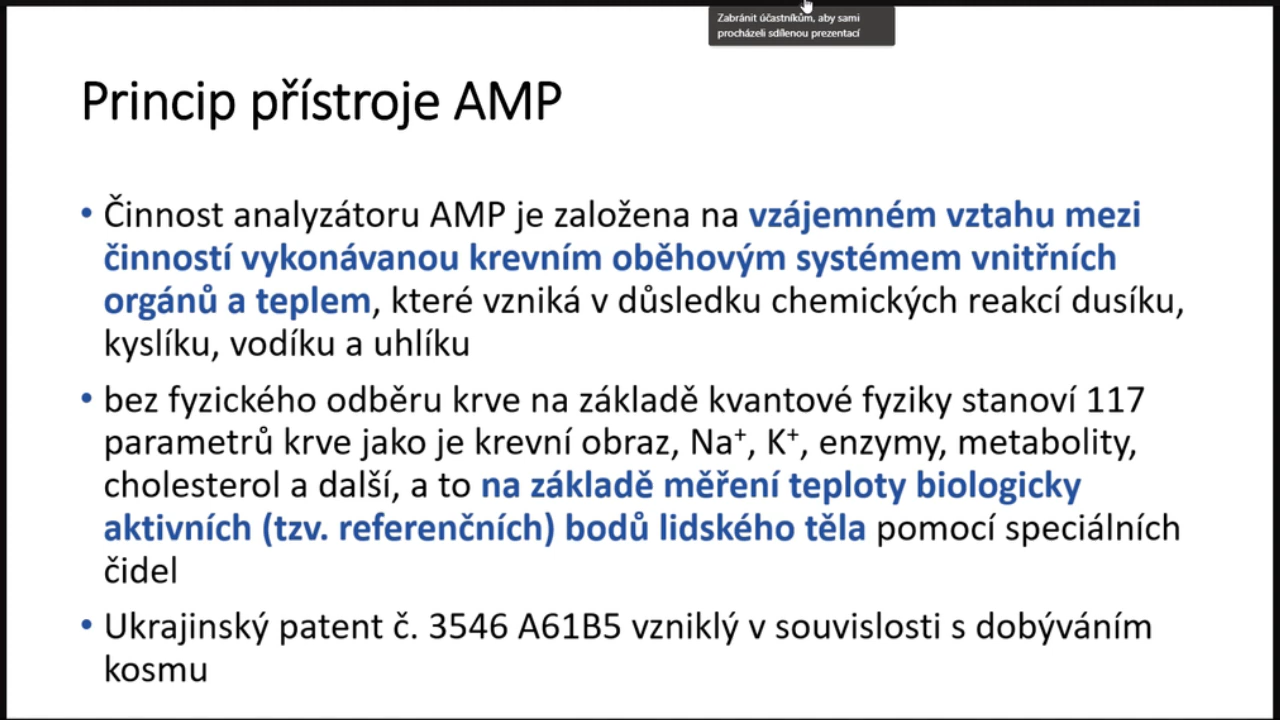 Zabránit účastníkům, aby sami
procházeli sdílenou prezentací
Princip přístroje AMP
• Činnost analyzátoru AMP je založena na vzájemném vztahu mezi
činností vykonávanou krevním oběhovým systémem vnitřních
orgánů a teplem, které vzniká v důsledku chemických reakcí dusíku,
kyslíku, vodíku a uhlíku
• bez fyzického odběru krve na základě kvantové fyziky stanoví 117
parametrů krve jako je krevní obraz, Na⁺, K⁺, enzymy, metabolity,
cholesterol a další, a to na základě měření teploty biologicky
aktivních (tzv. referenčních) bodů lidského těla pomocí speciálních
čidel
• Ukrajinský patent č. 3546 A61B5 vzniklý v souvislosti s dobýváním
kosmu